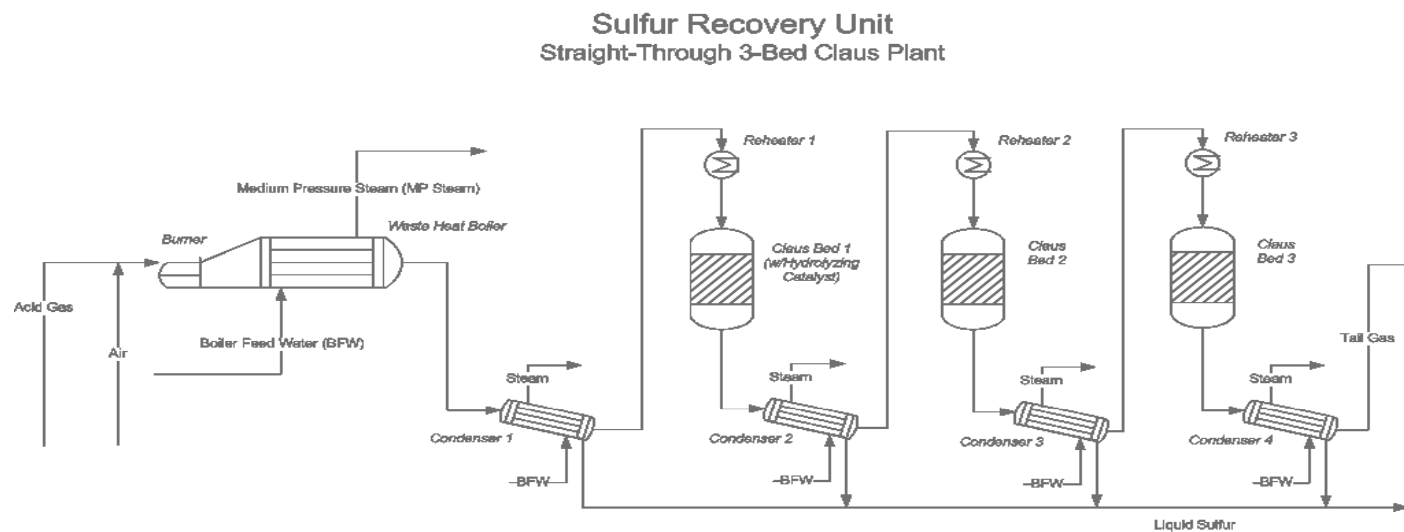 Sulfur Recovery Unit
Straight-Through 3-Bed Claus Plant
Reheater 1
Reheater 2
Reheater 3
Medium Pressure Steam (MP Steam)
Waste Heat Boiler
Burner
Claus Bed 1
(w/Hydrolyzing
Catalyst)
Claus
Bed 2
Claus
Bed 3
Acid Gas
Air
Boiler Feed Water (BFW)
Tail Gas
Steam
Steam
Steam
Steam
Condenser 1
Condenser 2
Condenser 3
Condenser 4
BFW
BFW
BFW
BFW
Liquid Sulfur